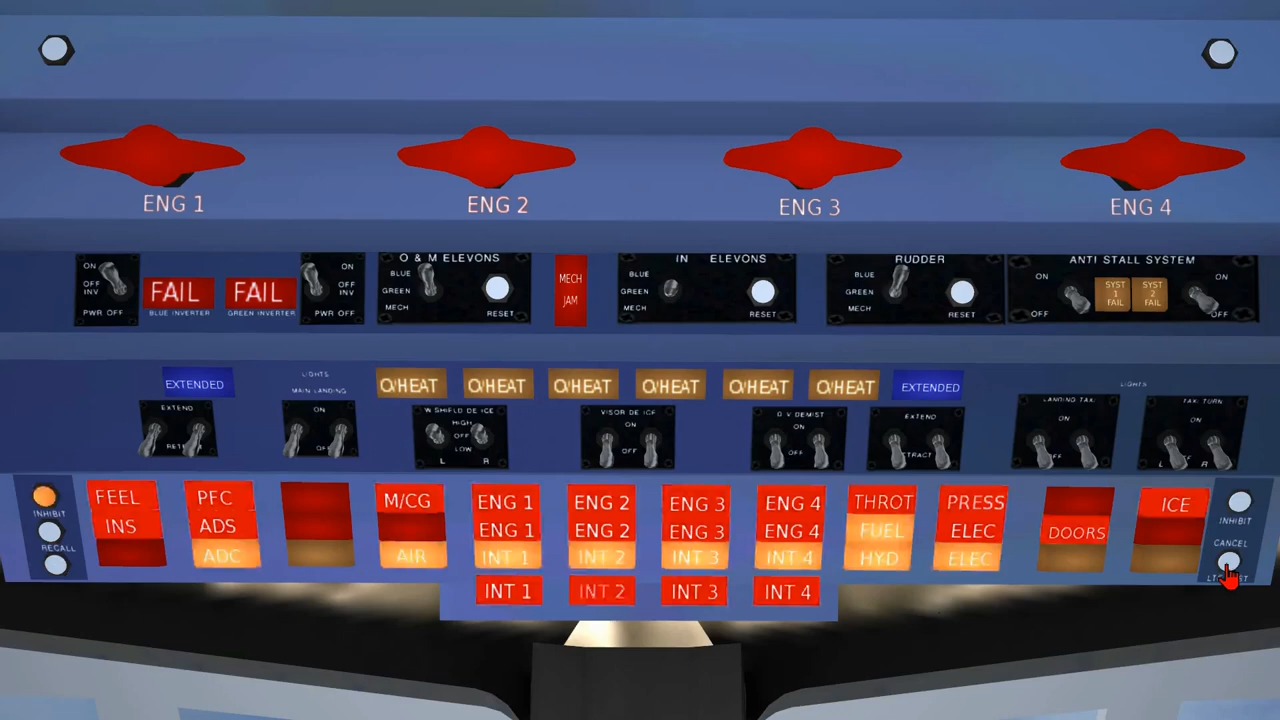 ENG 1
ENG 2
ENG 3
ENG 4
ON
OFF
INV
PWR OFF
FAIL
BLUE INVERTER
FAIL
GREEN INVERTER
ON
OFF
INV
PWR OFF
O & M ELEVONS
BLUE
GREEN
MECH
RESET
MECH
JAM
IN ELEVONS
BLUE
GREEN
MECH
RESET
RUDDER
BLUE
GREEN
MECH
RESET
ANTI STALL SYSTEM
ON
OFF
SYST
1
FAIL
SYST
2
FAIL
ON
OFF
EXTENDED
LIGHTS
MAIN LANDING
O/HEAT
O/HEAT
O/HEAT
O/HEAT
O/HEAT
O/HEAT
EXTENDED
LIGHTS
EXTEND
ON
W SHIELD DE ICE
HIGH
OFF
LOW
L R
VISOR DE ICE
ON
OFF
D V DEMIST
ON
OFF
EXTEND
LANDING TAXI
ON
TAXI TURN
ON
L R
INHIBIT
RECALL
FEEL
INS
PFC
ADS
ADC
M/CG
AIR
ENG 1
ENG 1
INT 1
INT 1
ENG 2
ENG 2
INT 2
INT 2
ENG 3
ENG 3
INT 3
INT 3
ENG 4
ENG 4
INT 4
INT 4
THROT
FUEL
HYD
PRESS
ELEC
ELEC
DOORS
ICE
INHIBIT
CANCEL